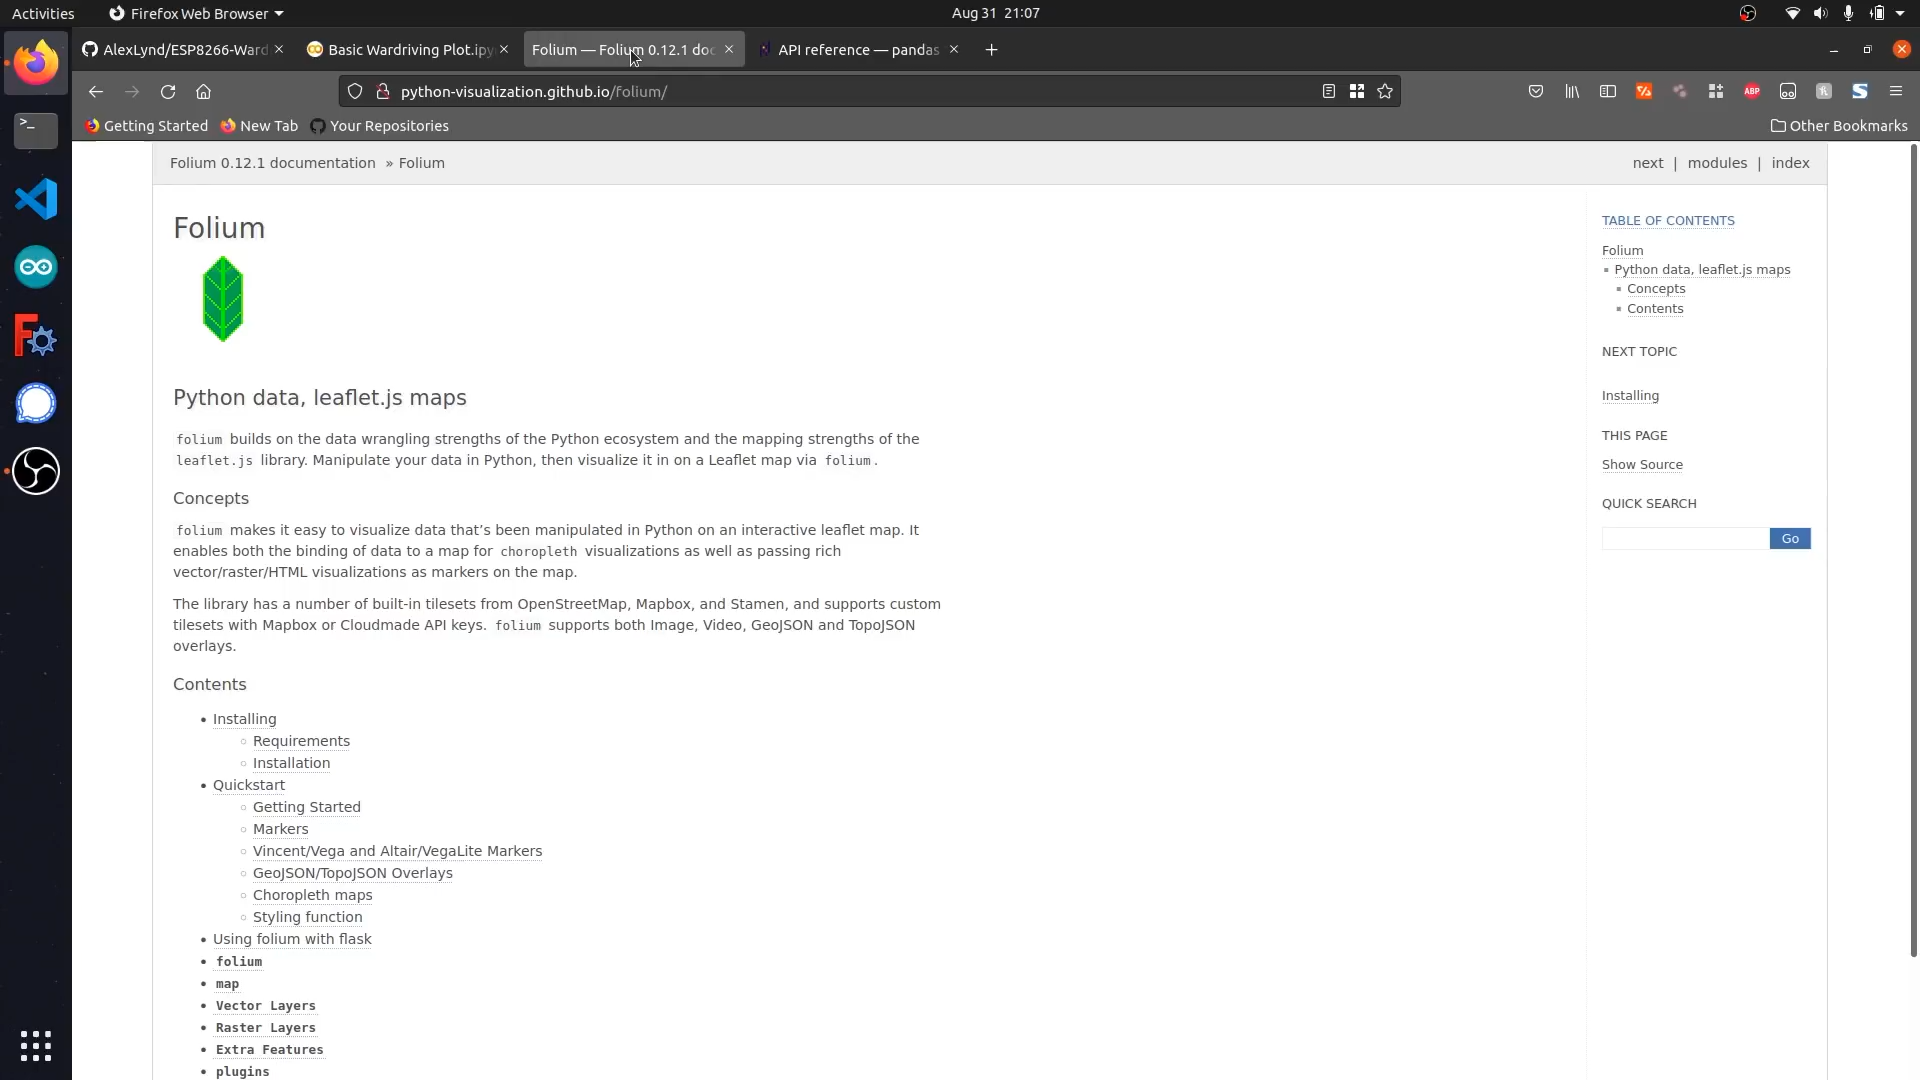 Activities
Firefox Web Browser
Aug 31 21:07
AlexLynd/ESP8266-Ward
Basic Wardriving Plot.ipy
Folium — Folium 0.12.1 doc
API reference — pandas
python-visualization.github.io/folium/
ABP
Getting Started
New Tab
Your Repositories
Other Bookmarks
Folium 0.12.1 documentation » Folium
next | modules | index
Folium
Python data, leaflet.js maps
folium builds on the data wrangling strengths of the Python ecosystem and the mapping strengths of the
leaflet.js library. Manipulate your data in Python, then visualize it in on a Leaflet map via folium.
Concepts
folium makes it easy to visualize data that’s been manipulated in Python on an interactive leaflet map. It
enables both the binding of data to a map for choropleth visualizations as well as passing rich
vector/raster/HTML visualizations as markers on the map.
The library has a number of built-in tilesets from OpenStreetMap, Mapbox, and Stamen, and supports custom
tilesets with Mapbox or Cloudmade API keys. folium supports both Image, Video, GeoJSON and TopoJSON
overlays.
Contents
• Installing
Requirements
Installation
• Quickstart
Getting Started
Markers
Vincent/Vega and Altair/VegaLite Markers
GeoJSON/TopoJSON Overlays
Choropleth maps
Styling function
• Using folium with flask
• folium
• map
• Vector Layers
• Raster Layers
• Extra Features
• plugins
TABLE OF CONTENTS
Folium
Python data, leaflet.js maps
Concepts
Contents
NEXT TOPIC
Installing
THIS PAGE
Show Source
QUICK SEARCH
Go